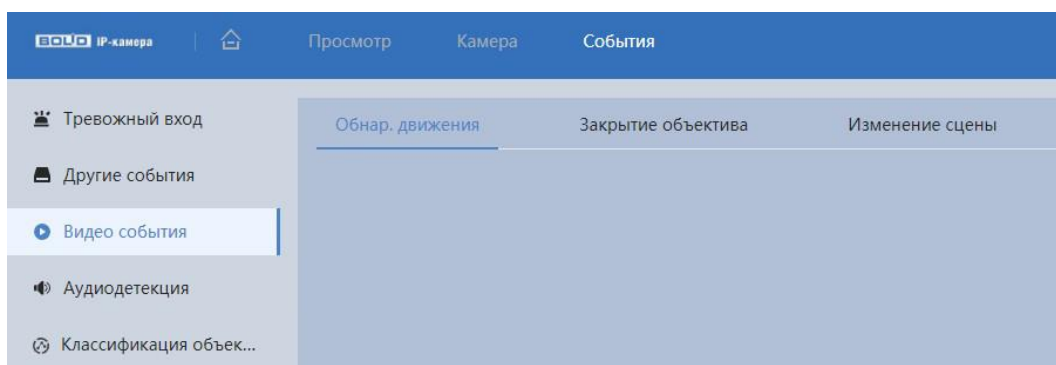 BOLID IP-камера
Просмотр Камера События
Тревожный вход
Обнар. движения Закрытие объектива Изменение сцены
Другие события
Видео события
Аудиодетекция
Классификация объек...